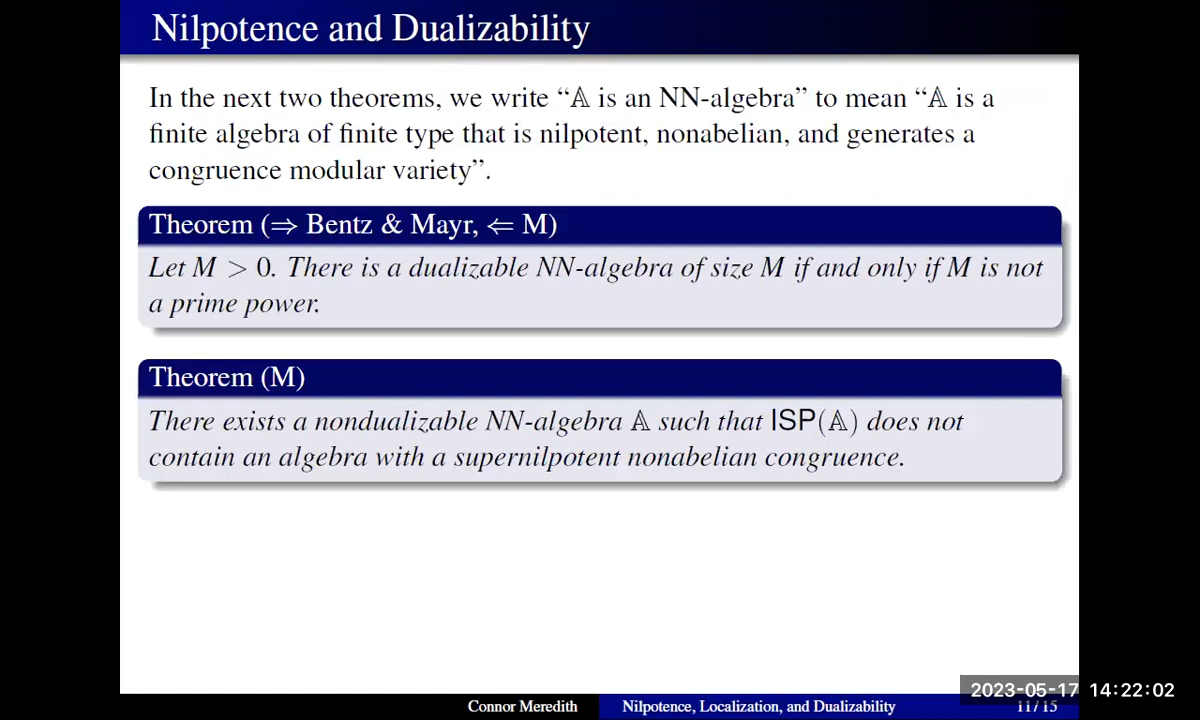 Nilpotence and Dualizability
In the next two theorems, we write “𝔸 is an NN-algebra” to mean “𝔸 is a
finite algebra of finite type that is nilpotent, nonabelian, and generates a
congruence modular variety”.
Theorem (⇒ Bentz & Mayr, ⇐ M)
Let M > 0. There is a dualizable NN-algebra of size M if and only if M is not
a prime power.
Theorem (M)
There exists a nondualizable NN-algebra 𝔸 such that ISP(𝔸) does not
contain an algebra with a supernilpotent nonabelian congruence.
2023-05-17 14:22:02
Connor Meredith Nilpotence, Localization, and Dualizability 11/15